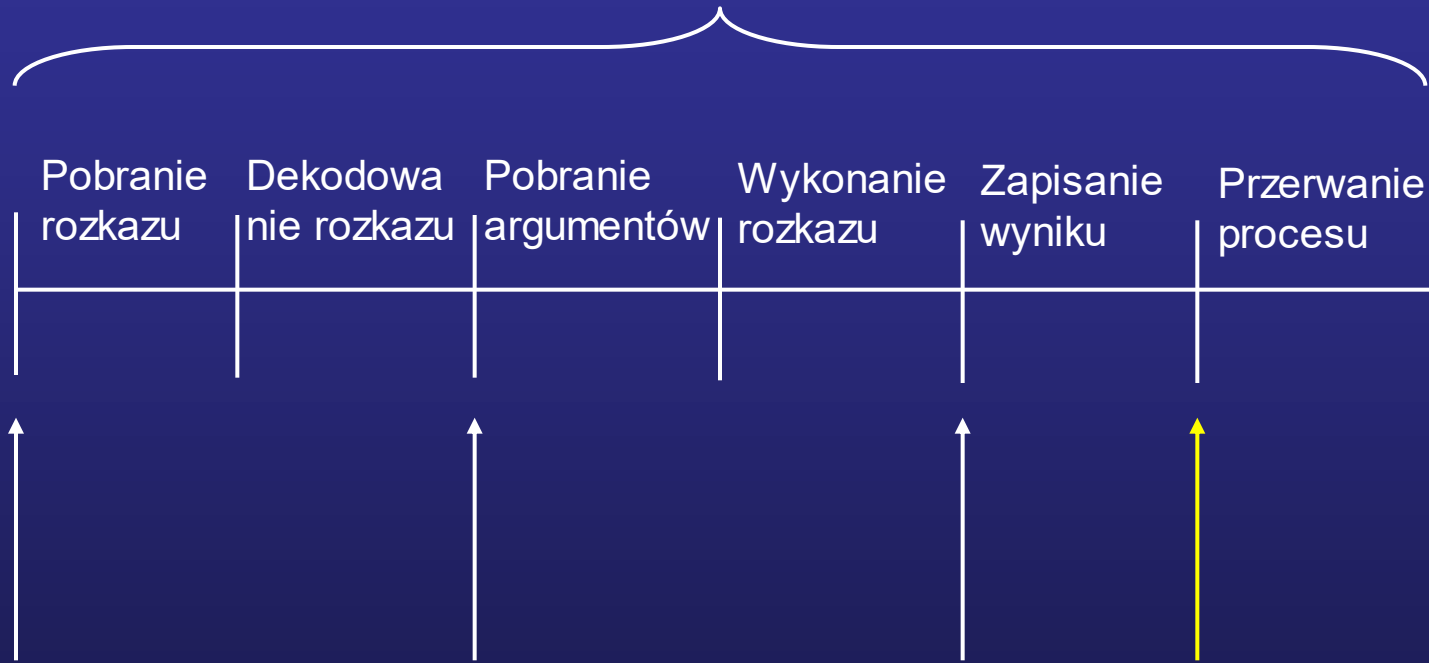 Pobranie
rozkazu
Dekodowa
nie rozkazu
Pobranie
argumentów
Wykonanie
rozkazu
Zapisanie
wyniku
Przerwanie
procesu